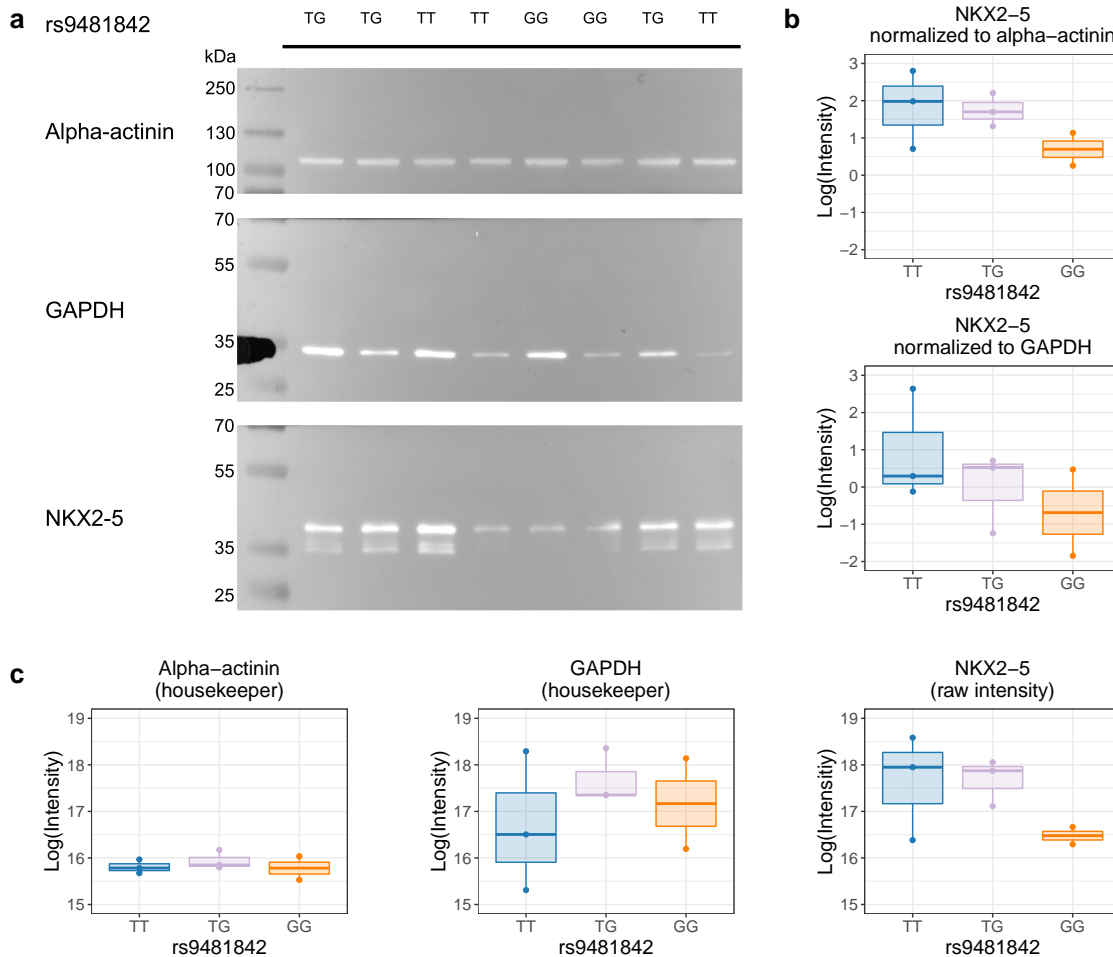 a
rs9481842
TG TG TT TT GG GG TG TT
kDa
Alpha-actinin
250
130
100
70
GAPDH
70
55
35
25
NKX2-5
70
55
35
25
b
NKX2−5
normalized to alpha−actinin
Log(Intensity)
3
2
1
0
−1
−2
TT TG GG
rs9481842
NKX2−5
normalized to GAPDH
Log(Intensity)
3
2
1
0
−1
−2
TT TG GG
rs9481842
c
Alpha−actinin
(housekeeper)
Log(Intensity)
19
18
17
16
15
TT TG GG
rs9481842
GAPDH
(housekeeper)
Log(Intensity)
19
18
17
16
15
TT TG GG
rs9481842
NKX2−5
(raw intensity)
Log(Intensitiy)
19
18
17
16
15
TT TG GG
rs9481842